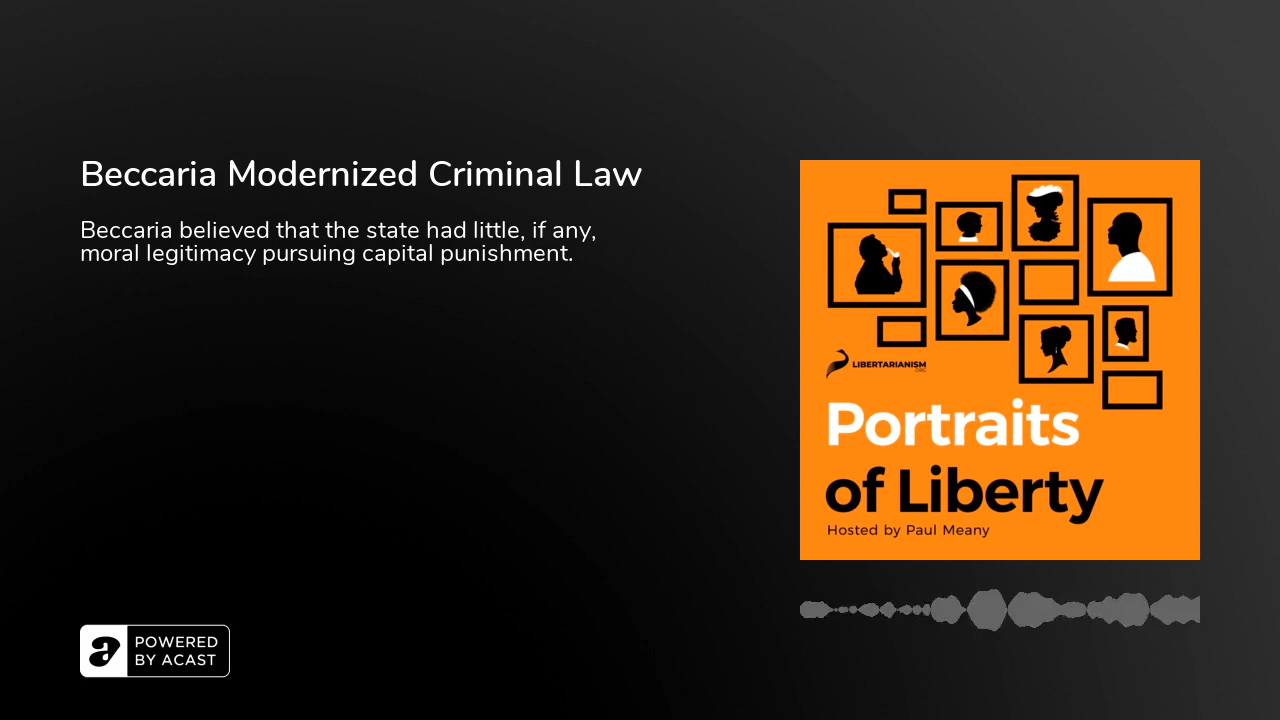 Beccaria Modernized Criminal Law
Beccaria believed that the state had little, if any,
moral legitimacy pursuing capital punishment.
LIBERTARIANISM
.ORG
Portraits
of Liberty
Hosted by Paul Meany
a
POWERED
BY ACAST